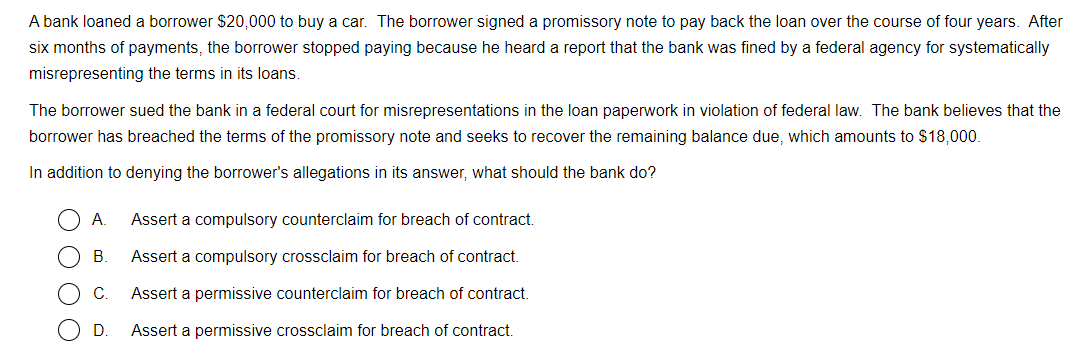 A bank loaned a borrower $20,000 to buy a car.  The borrower signed a promissory note to pay back the loan over the course of four years.  After
six months of payments, the borrower stopped paying because he heard a report that the bank was fined by a federal agency for systematically
misrepresenting the terms in its loans.
The borrower sued the bank in a federal court for misrepresentations in the loan paperwork in violation of federal law.  The bank believes that the
borrower has breached the terms of the promissory note and seeks to recover the remaining balance due, which amounts to $18,000.
In addition to denying the borrower's allegations in its answer, what should the bank do?
A. Assert a compulsory counterclaim for breach of contract.
B. Assert a compulsory crossclaim for breach of contract.
C. Assert a permissive counterclaim for breach of contract.
D. Assert a permissive crossclaim for breach of contract.